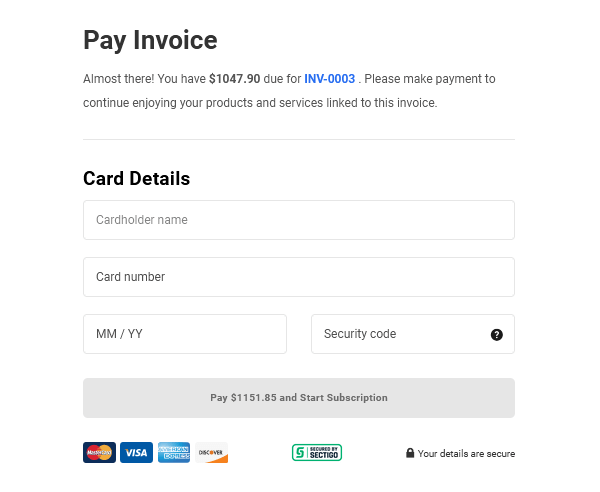 Pay Invoice
Almost there! You have $1047.90 due for INV-0003 . Please make payment to
continue enjoying your products and services linked to this invoice.
Card Details
Cardholder name
Card number
MM / YY
Security code ?
Pay $1151.85 and Start Subscription
MasterCard VISA AMERICAN EXPRESS DISCOVER
S SECURED BY
SECTIGO
Your details are secure